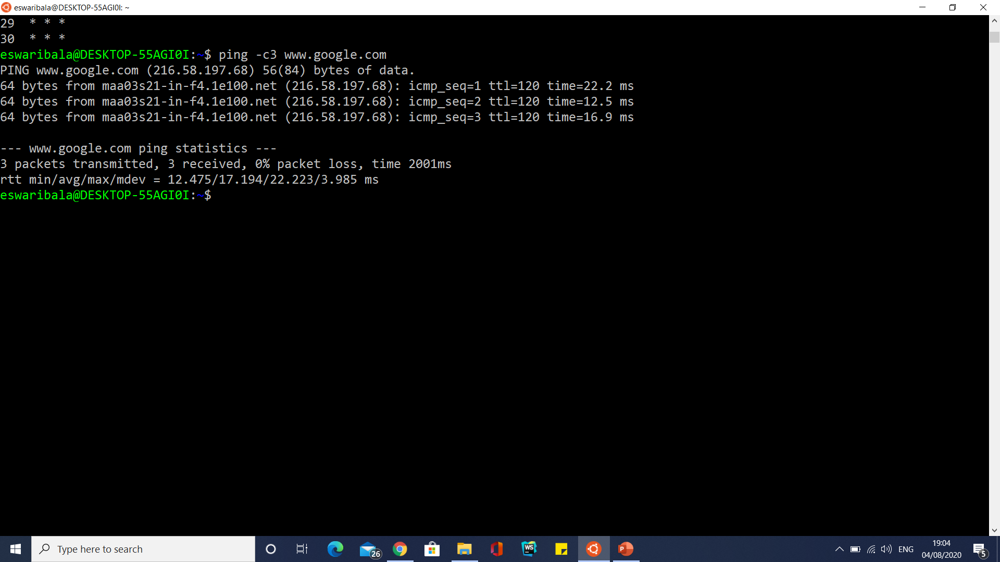 eswaribala@DESKTOP-55AGI0I: ~
29  * * *
30  * * *
eswaribala@DESKTOP-55AGI0I:~$ ping -c3 www.google.com
PING www.google.com (216.58.197.68) 56(84) bytes of data.
64 bytes from maa03s21-in-f4.1e100.net (216.58.197.68): icmp_seq=1 ttl=120 time=22.2 ms
64 bytes from maa03s21-in-f4.1e100.net (216.58.197.68): icmp_seq=2 ttl=120 time=12.5 ms
64 bytes from maa03s21-in-f4.1e100.net (216.58.197.68): icmp_seq=3 ttl=120 time=16.9 ms
--- www.google.com ping statistics ---
3 packets transmitted, 3 received, 0% packet loss, time 2001ms
rtt min/avg/max/mdev = 12.475/17.194/22.223/3.985 ms
eswaribala@DESKTOP-55AGI0I:~$
Type here to search
26
WS
P
ENG
19:04
04/08/2020
5